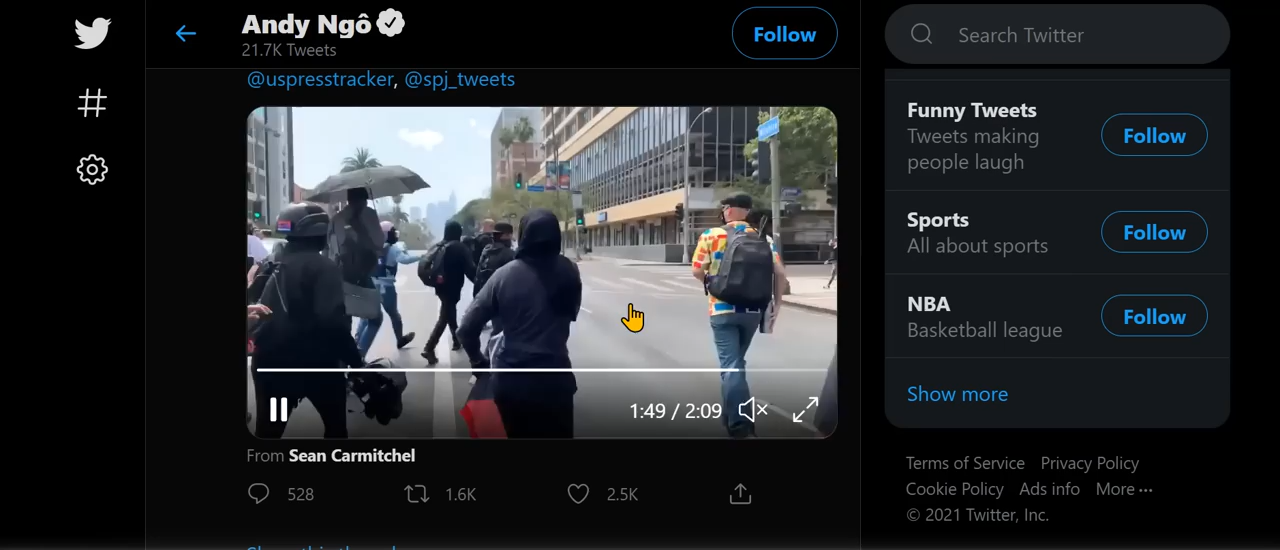 Andy Ngô
21.7K Tweets
Follow
Search Twitter
@uspresstracker, @spj_tweets
1:49 / 2:09
From Sean Carmitchel
528
1.6K
2.5K
Funny Tweets
Tweets making
people laugh
Follow
Sports
All about sports
Follow
NBA
Basketball league
Follow
Show more
Terms of Service Privacy Policy
Cookie Policy Ads info More ···
© 2021 Twitter, Inc.